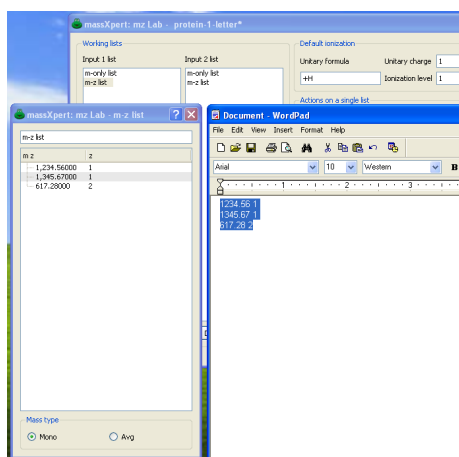 massXpert: mz Lab - protein-1-letter*
Working lists
Input 1 list
Input 2 list
m-only list
m-z list
m-only list
m-z list
Default ionization
Unitary formula
Unitary charge 1
+H
Ionization level 1
Actions on a single list
massXpert: mz Lab - m-z list
m-z list
m z
z
1,234.56000 1
1,345.67000 1
617.28000 2
Mass type
Mono
Avg
Document - WordPad
File Edit View Insert Format Help
Arial
10
Western
B
1 2 3
1234.56 1
1345.67 1
617.28 2